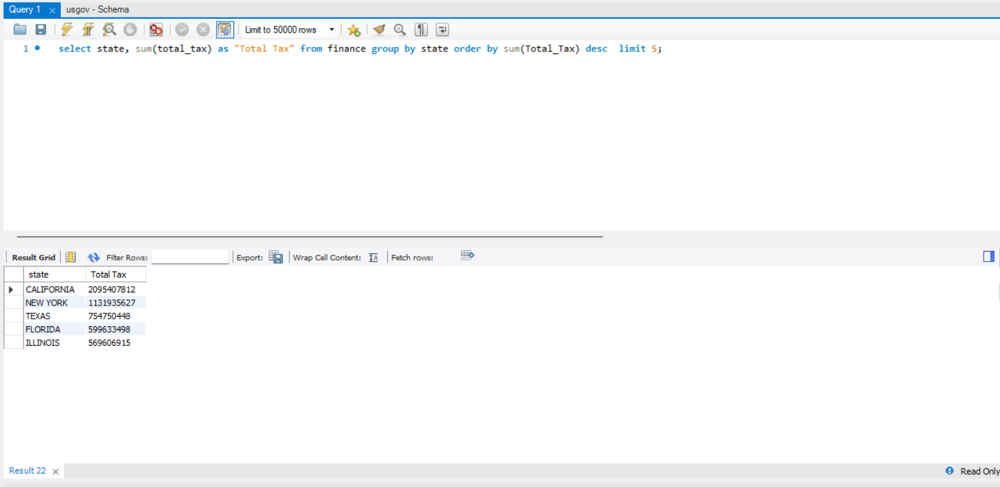 Query 1 usgov - Schema
Limit to 50000 rows
1 select state, sum(total_tax) as "Total Tax" from finance group by state order by sum(Total_Tax) desc  limit 5;
Result Grid Filter Rows: Export: Wrap Cell Content: Fetch rows:
state Total Tax
CALIFORNIA 2095407812
NEW YORK 1131935627
TEXAS 754750448
FLORIDA 599633498
ILLINOIS 569606915
Result 22 Read Only